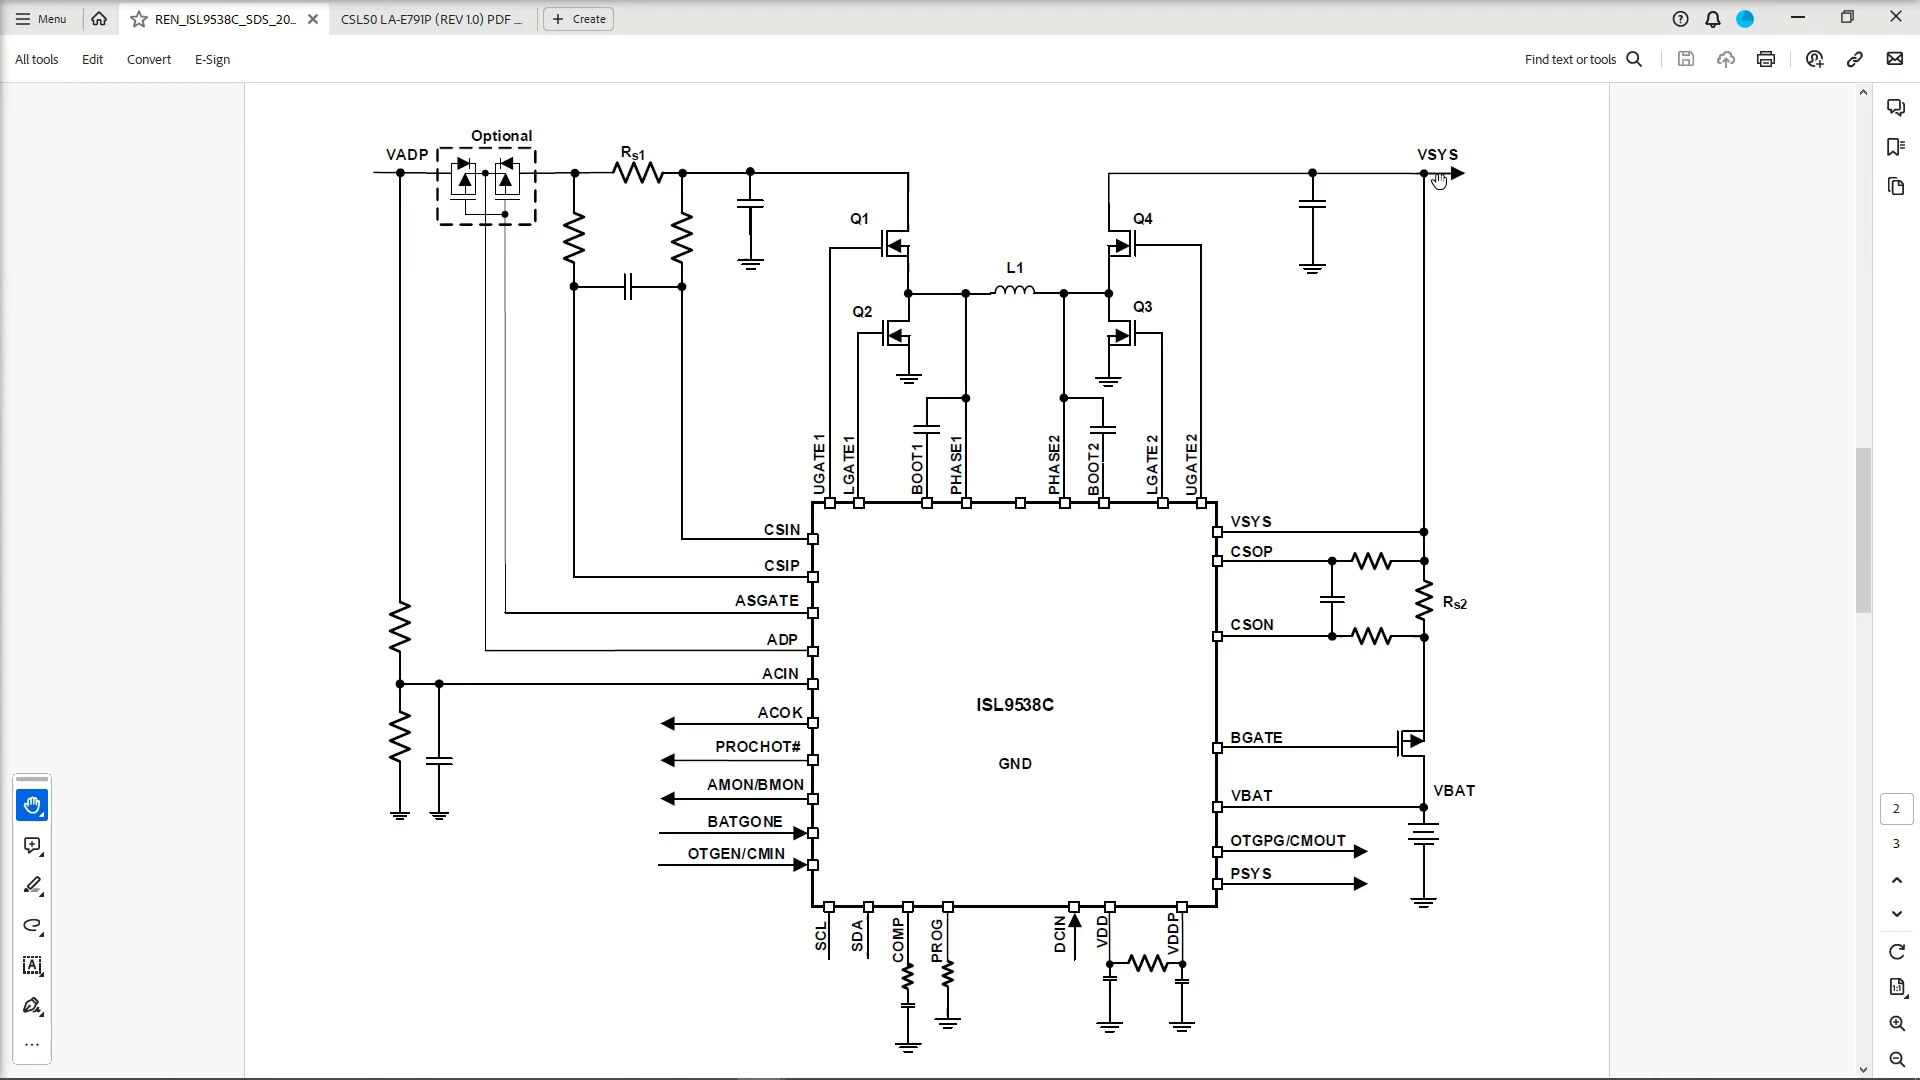 Menu
REN_ISL9538C_SDS_20...
CSL50 LA-E791P (REV 1.0) PDF ...
Create
All tools
Edit
Convert
E-Sign
Find text or tools
Optional
VADP
Rs1
VSYS
Q1
Q4
L1
Q2
Q3
UGATE1
LGATE1
BOOT1
PHASE1
PHASE2
BOOT2
LGATE2
UGATE2
CSIN
VSYS
CSIP
CSOP
ASGATE
Rs2
ADP
CSON
ACIN
ISL9538C
ACOK
PROCHOT#
BGATE
GND
AMON/BMON
VBAT
VBAT
BATGONE
OTGPG/CMOUT
OTGEN/CMIN
PSYS
SCL
SDA
COMP
PROG
DCIN
VDD
VDDP
2
3
1:1